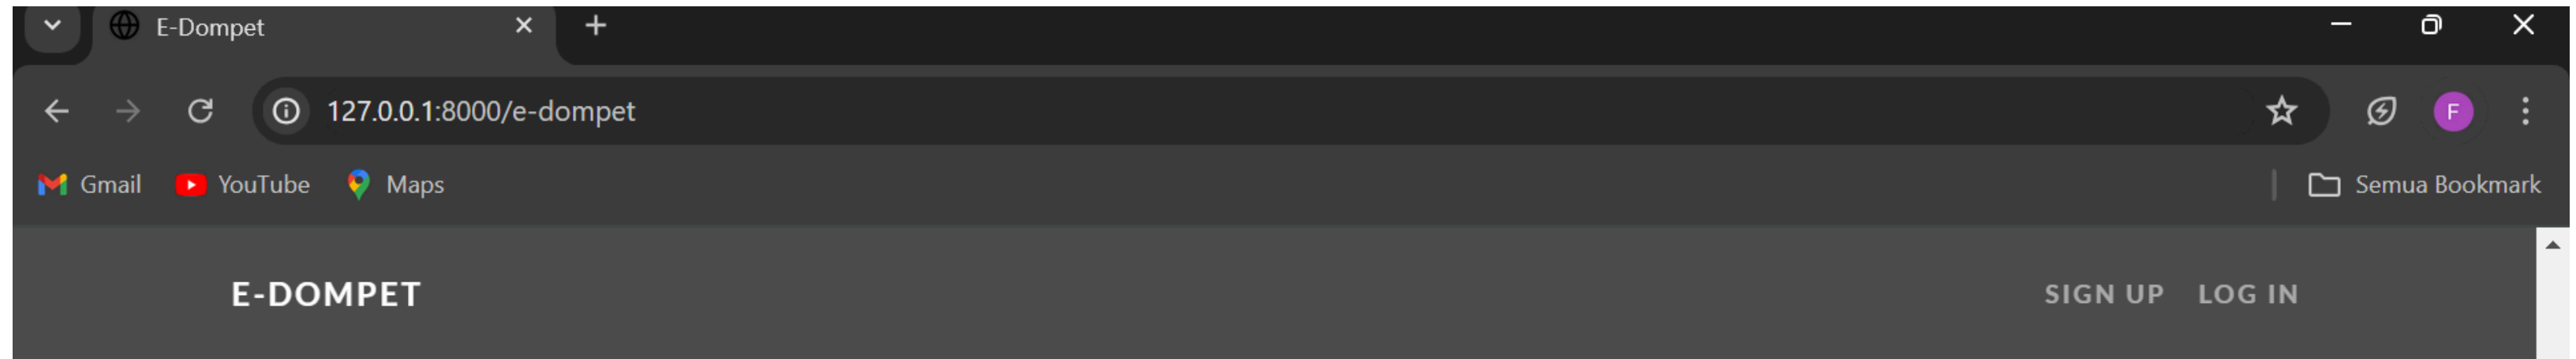 E-Dompet
127.0.0.1:8000/e-dompet
F
Gmail YouTube Maps Semua Bookmark
E-DOMPET SIGN UP LOG IN